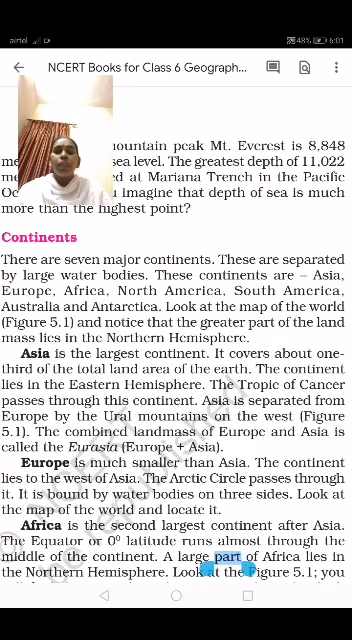 airtel
48% 6:01
NCERT Books for Class 6 Geograph...
mountain peak Mt. Everest is 8,848
me sea level. The greatest depth of 11,022
me d at Mariana Trench in the Pacific
Oc u imagine that depth of sea is much
more than the highest point?
Continents
There are seven major continents. These are separated
by large water bodies. These continents are – Asia,
Europe, Africa, North America, South America,
Australia and Antarctica. Look at the map of the world
(Figure 5.1) and notice that the greater part of the land
mass lies in the Northern Hemisphere.
Asia is the largest continent. It covers about one-
third of the total land area of the earth. The continent
lies in the Eastern Hemisphere. The Tropic of Cancer
passes through this continent. Asia is separated from
Europe by the Ural mountains on the west (Figure
5.1). The combined landmass of Europe and Asia is
called the Eurasia (Europe + Asia).
Europe is much smaller than Asia. The continent
lies to the west of Asia. The Arctic Circle passes through
it. It is bound by water bodies on three sides. Look at
the map of the world and locate it.
Africa is the second largest continent after Asia.
The Equator or 0⁰ latitude runs almost through the
middle of the continent. A large part of Africa lies in
the Northern Hemisphere. Look at the Figure 5.1; you